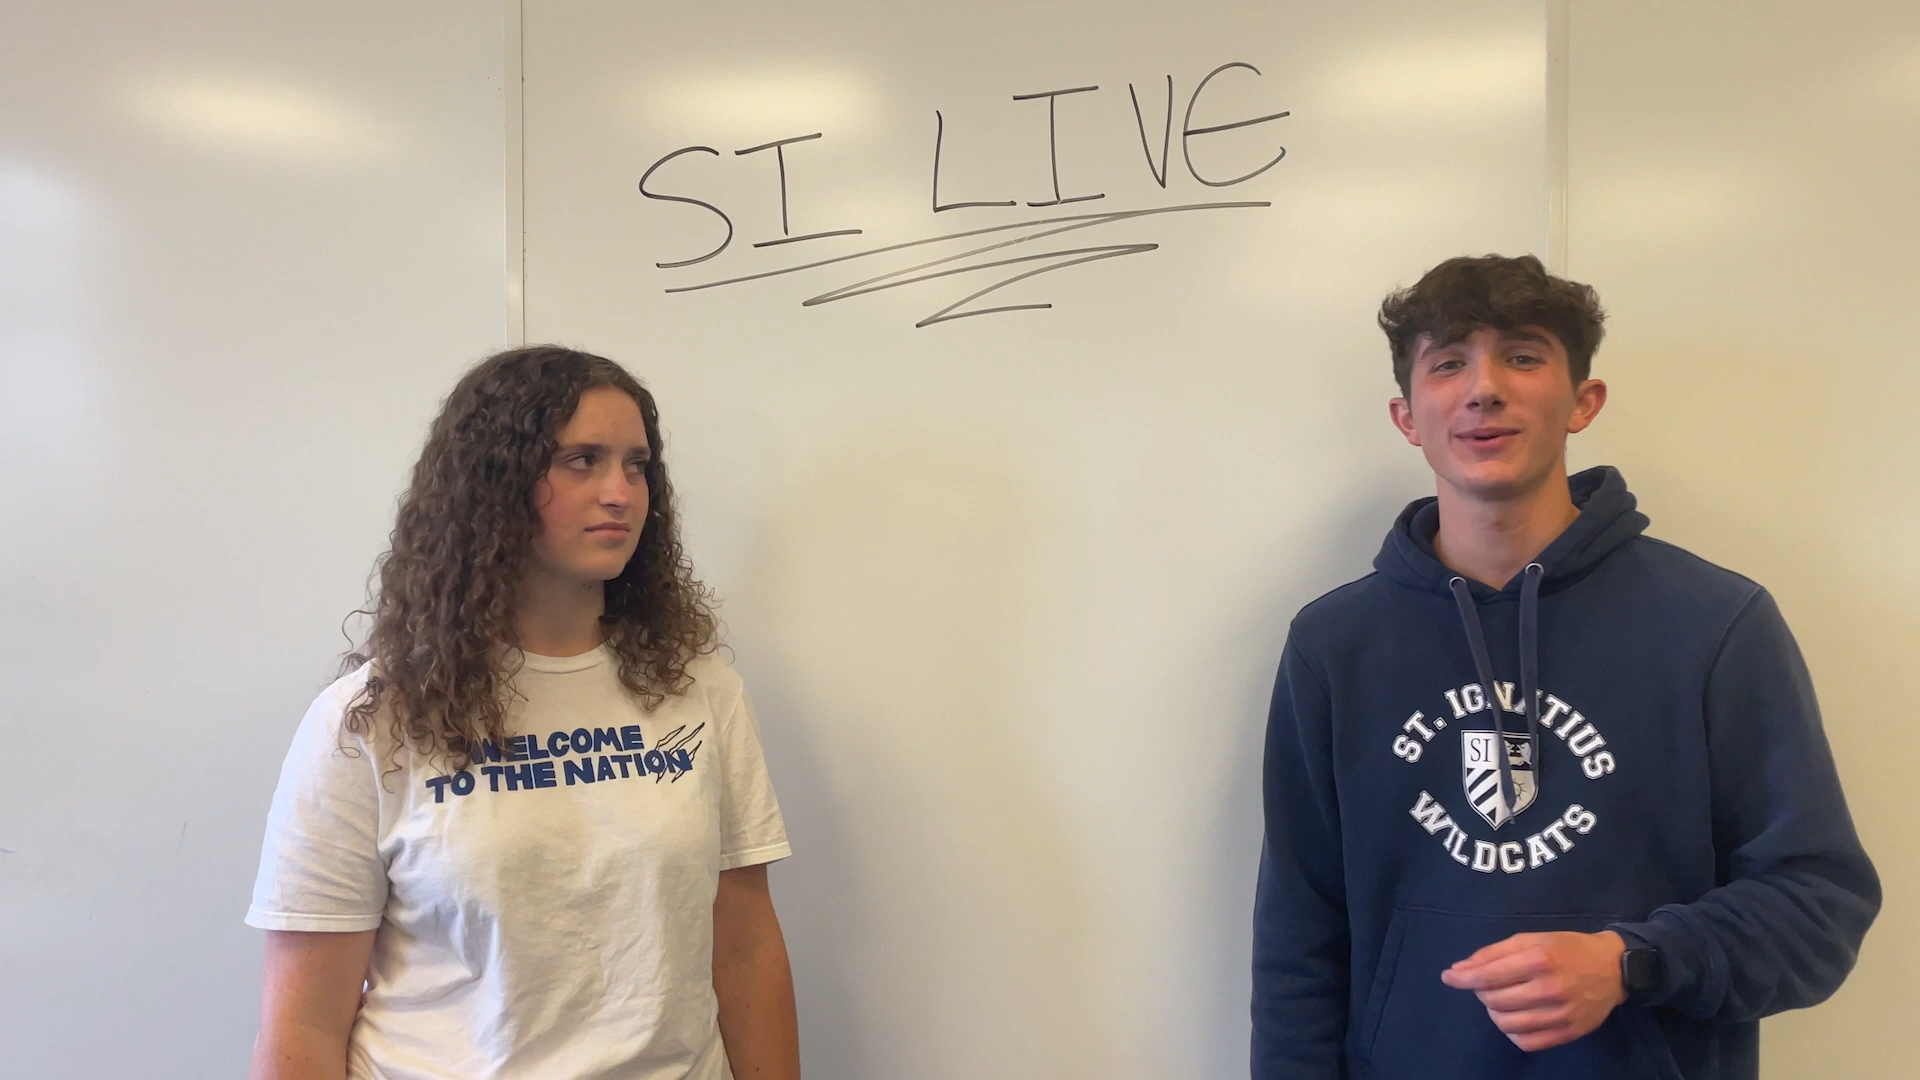 SI LIVE
WELCOME
TO THE NATION
ST. IGNATIUS
SI
WILDCATS